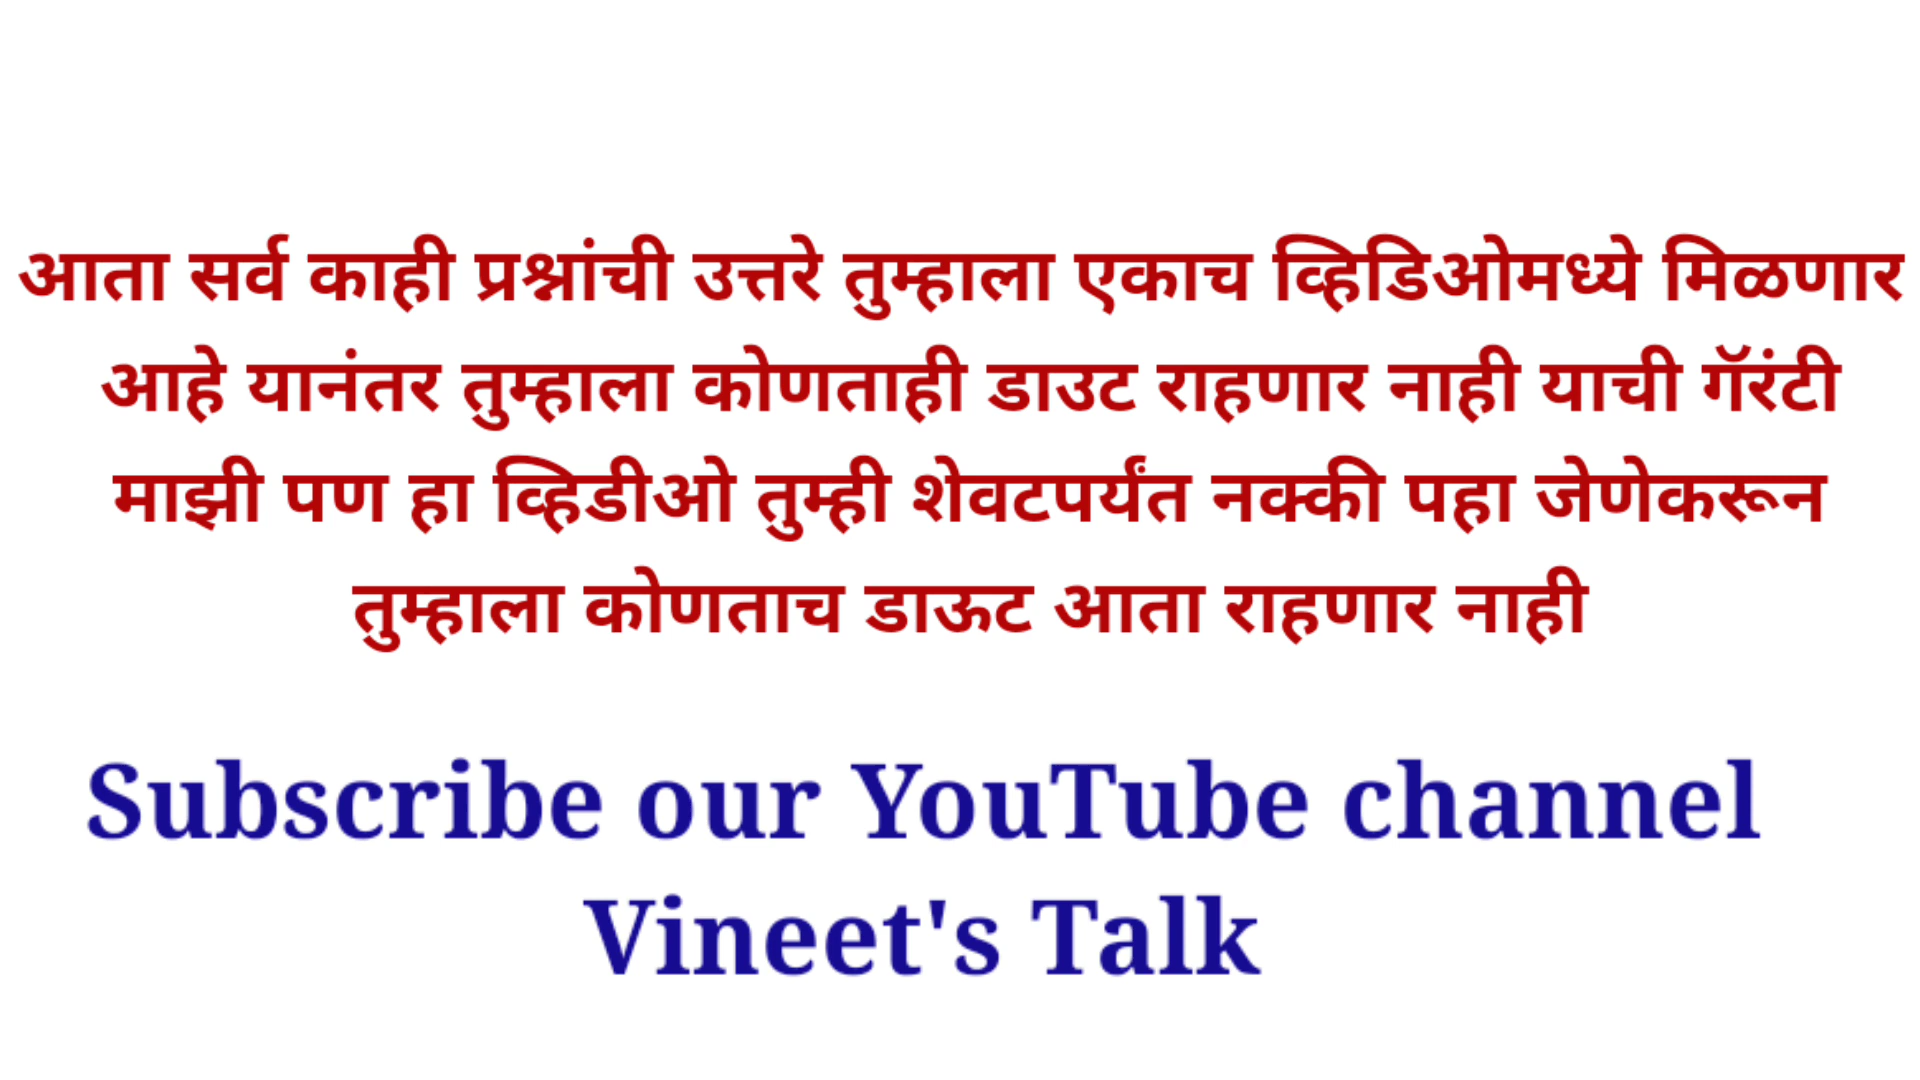 आता सर्व काही प्रश्नांची उत्तरे तुम्हाला एकाच व्हिडिओमध्ये मिळणार
आहे यानंतर तुम्हाला कोणताही डाउट राहणार नाही याची गॅरंटी
माझी पण हा व्हिडीओ तुम्ही शेवटपर्यंत नक्की पहा जेणेकरून
तुम्हाला कोणताच डाऊट आता राहणार नाही
Subscribe our YouTube channel
Vineet's Talk